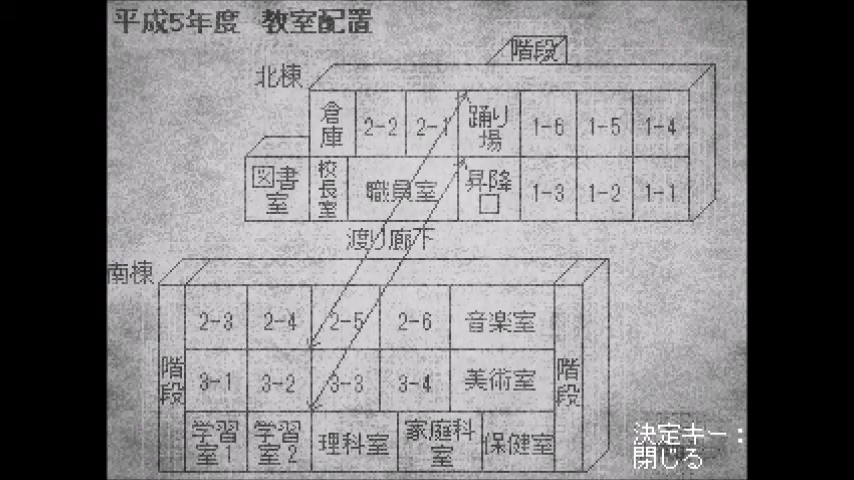 平成5年度 教室配置
階段
北棟
倉庫 2-2 2-1 踊り場 1-6 1-5 1-4
図書室 校長室 職員室 昇降口 1-3 1-2 1-1
渡り廊下
南棟
2-3 2-4 2-5 2-6 音楽室
階段 3-1 3-2 3-3 3-4 美術室 階段
学習室1 学習室2 理科室 家庭科室 保健室
決定キー：
閉じる